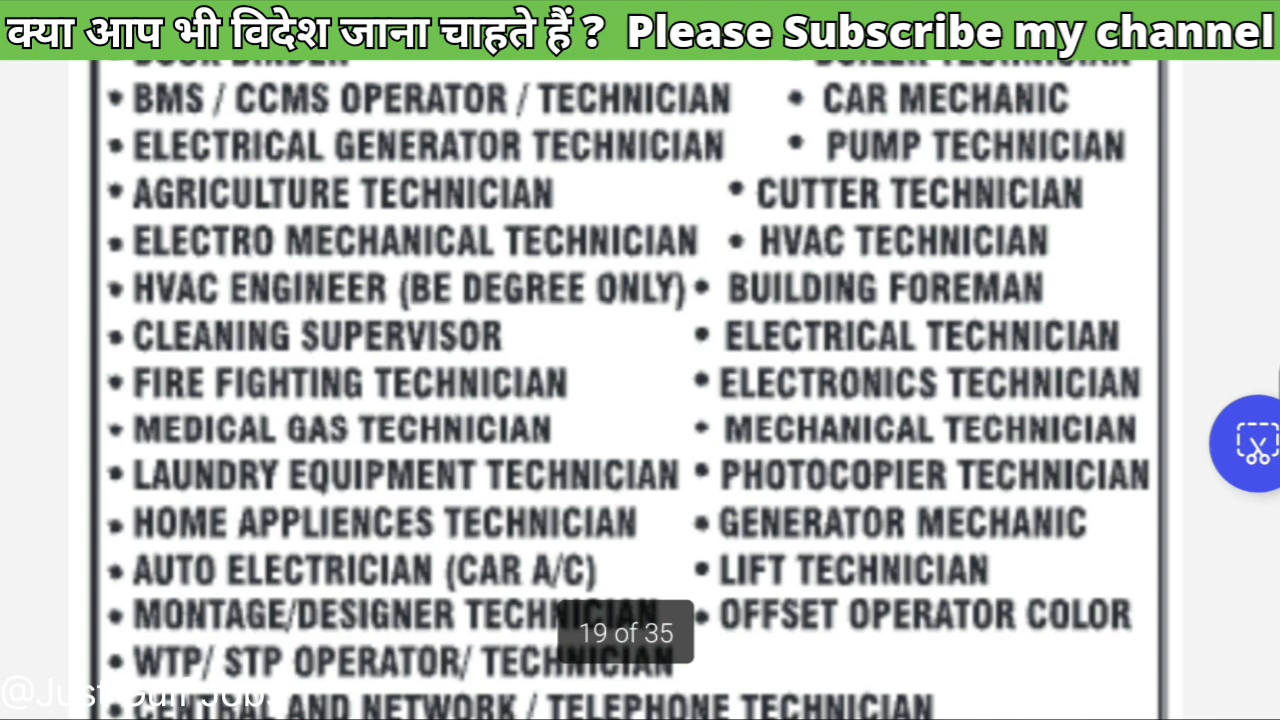 क्या आप भी विदेश जाना चाहते हैं ? Please Subscribe my channel
• BMS / CCMS OPERATOR / TECHNICIAN • CAR MECHANIC
• ELECTRICAL GENERATOR TECHNICIAN • PUMP TECHNICIAN
• AGRICULTURE TECHNICIAN • CUTTER TECHNICIAN
• ELECTRO MECHANICAL TECHNICIAN • HVAC TECHNICIAN
• HVAC ENGINEER (BE DEGREE ONLY) • BUILDING FOREMAN
• CLEANING SUPERVISOR • ELECTRICAL TECHNICIAN
• FIRE FIGHTING TECHNICIAN • ELECTRONICS TECHNICIAN
• MEDICAL GAS TECHNICIAN • MECHANICAL TECHNICIAN
• LAUNDRY EQUIPMENT TECHNICIAN • PHOTOCOPIER TECHNICIAN
• HOME APPLIENCES TECHNICIAN • GENERATOR MECHANIC
• AUTO ELECTRICIAN (CAR A/C) • LIFT TECHNICIAN
• MONTAGE/DESIGNER TECHNICIAN • OFFSET OPERATOR COLOR
19 of 35
• WTP/ STP OPERATOR/ TECHNICIAN
• CENTRAL AND NETWORK / TELEPHONE TECHNICIAN